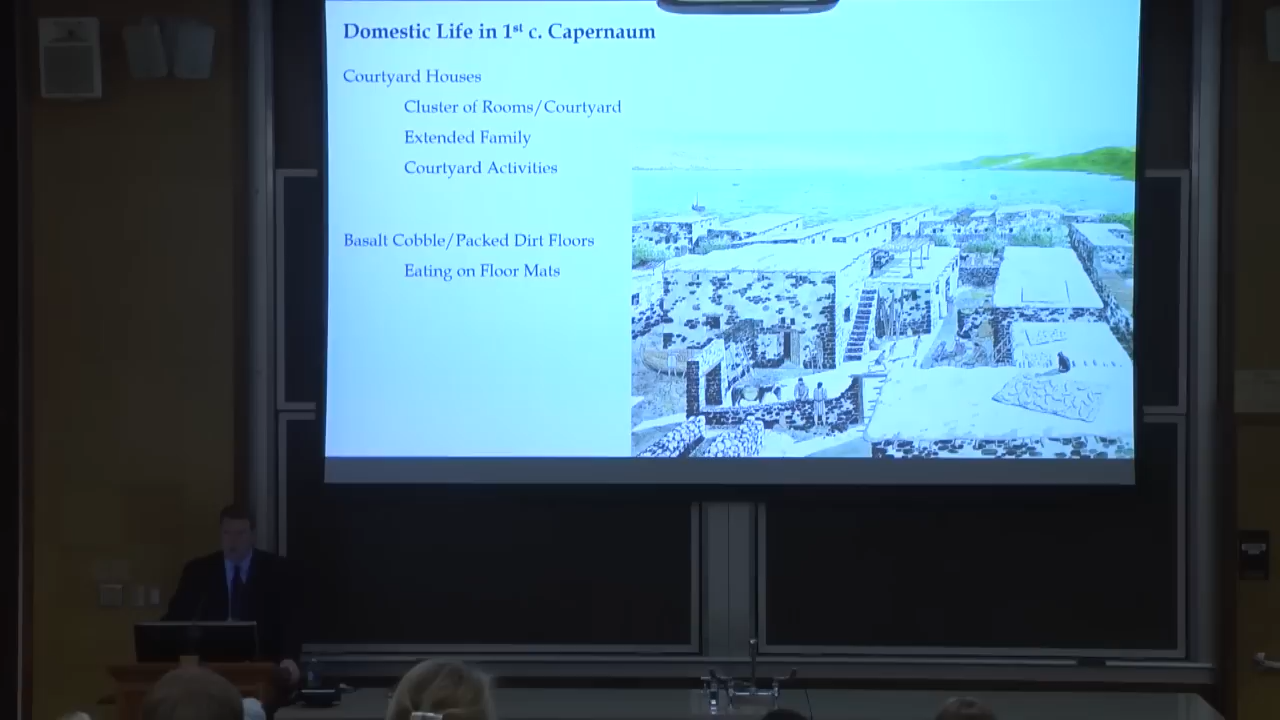 Domestic Life in 1st c. Capernaum
Courtyard Houses
Cluster of Rooms/Courtyard
Extended Family
Courtyard Activities
Basalt Cobble/Packed Dirt Floors
Eating on Floor Mats